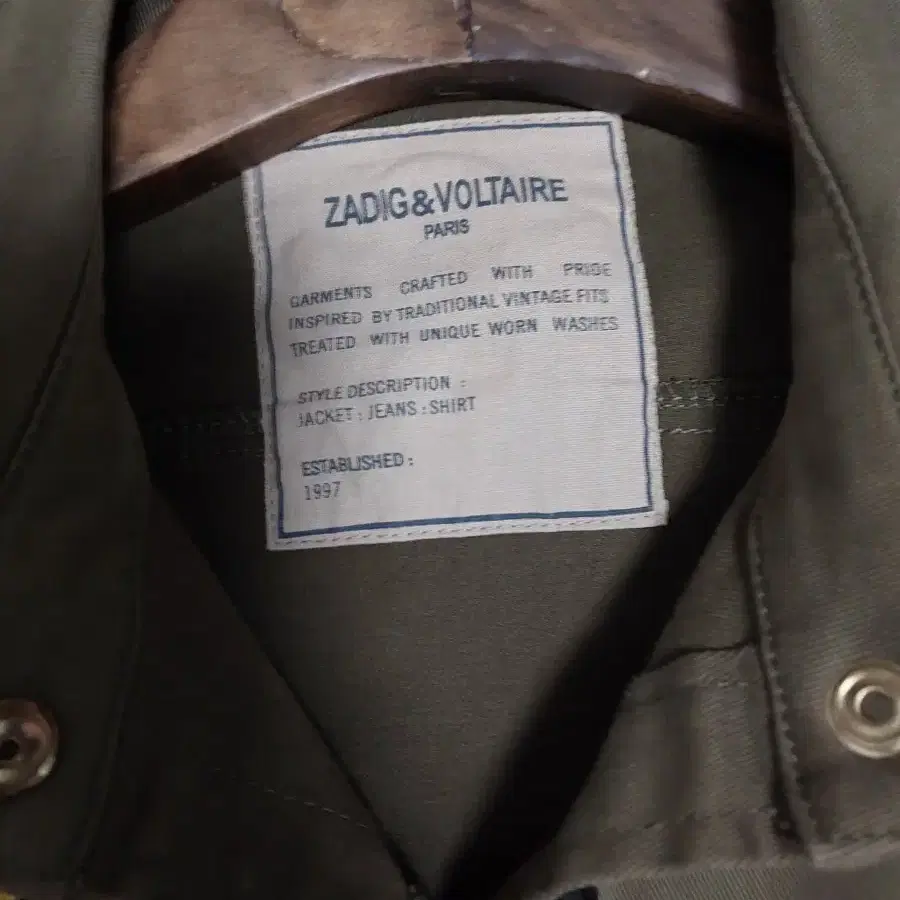 ZADIG&VOLTAIRE
PARIS
GARMENTS CRAFTED WITH PRIDE
INSPIRED BY TRADITIONAL VINTAGE FITS
TREATED WITH UNIQUE WORN WASHES
STYLE DESCRIPTION :
JACKET : JEANS : SHIRT
ESTABLISHED :
1997